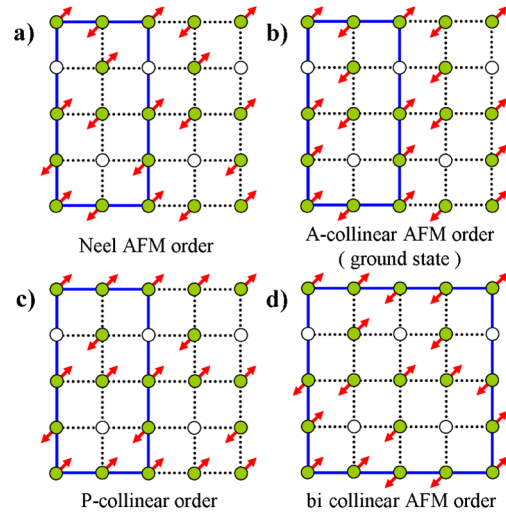 a)
b)
Neel AFM order
A-collinear AFM order
( ground state )
c)
d)
P-collinear order
bi collinear AFM order